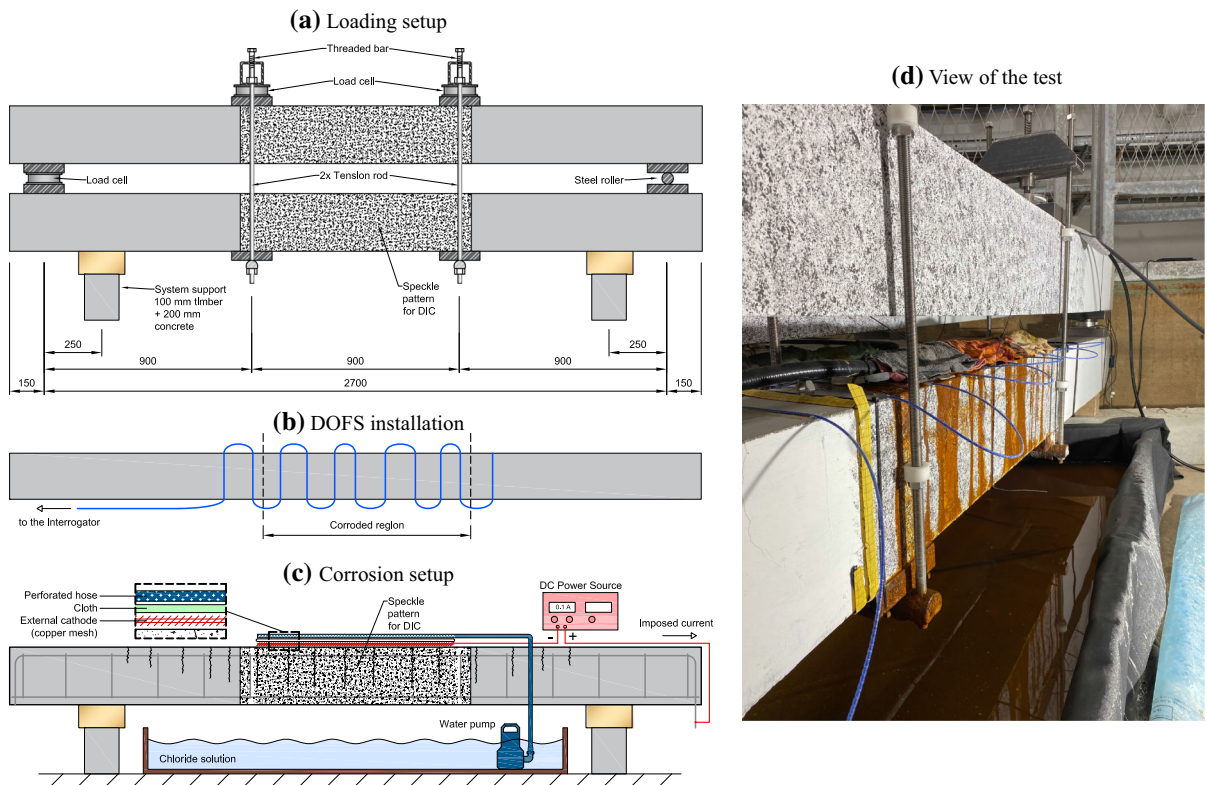 (a) Loading setup
Threaded bar
Load cell
Load cell
2x Tension rod
Steel roller
System support
100 mm timber
+ 200 mm
concrete
Speckle
pattern
for DIC
250
250
900
900
900
150
2700
150
(b) DOFS installation
to the Interrogator
Corroded region
(c) Corrosion setup
Perforated hose
Cloth
External cathode
(copper mesh)
Speckle
pattern
for DIC
DC Power Source
0.1 A
- +
Imposed current
Water pump
Chloride solution
(d) View of the test